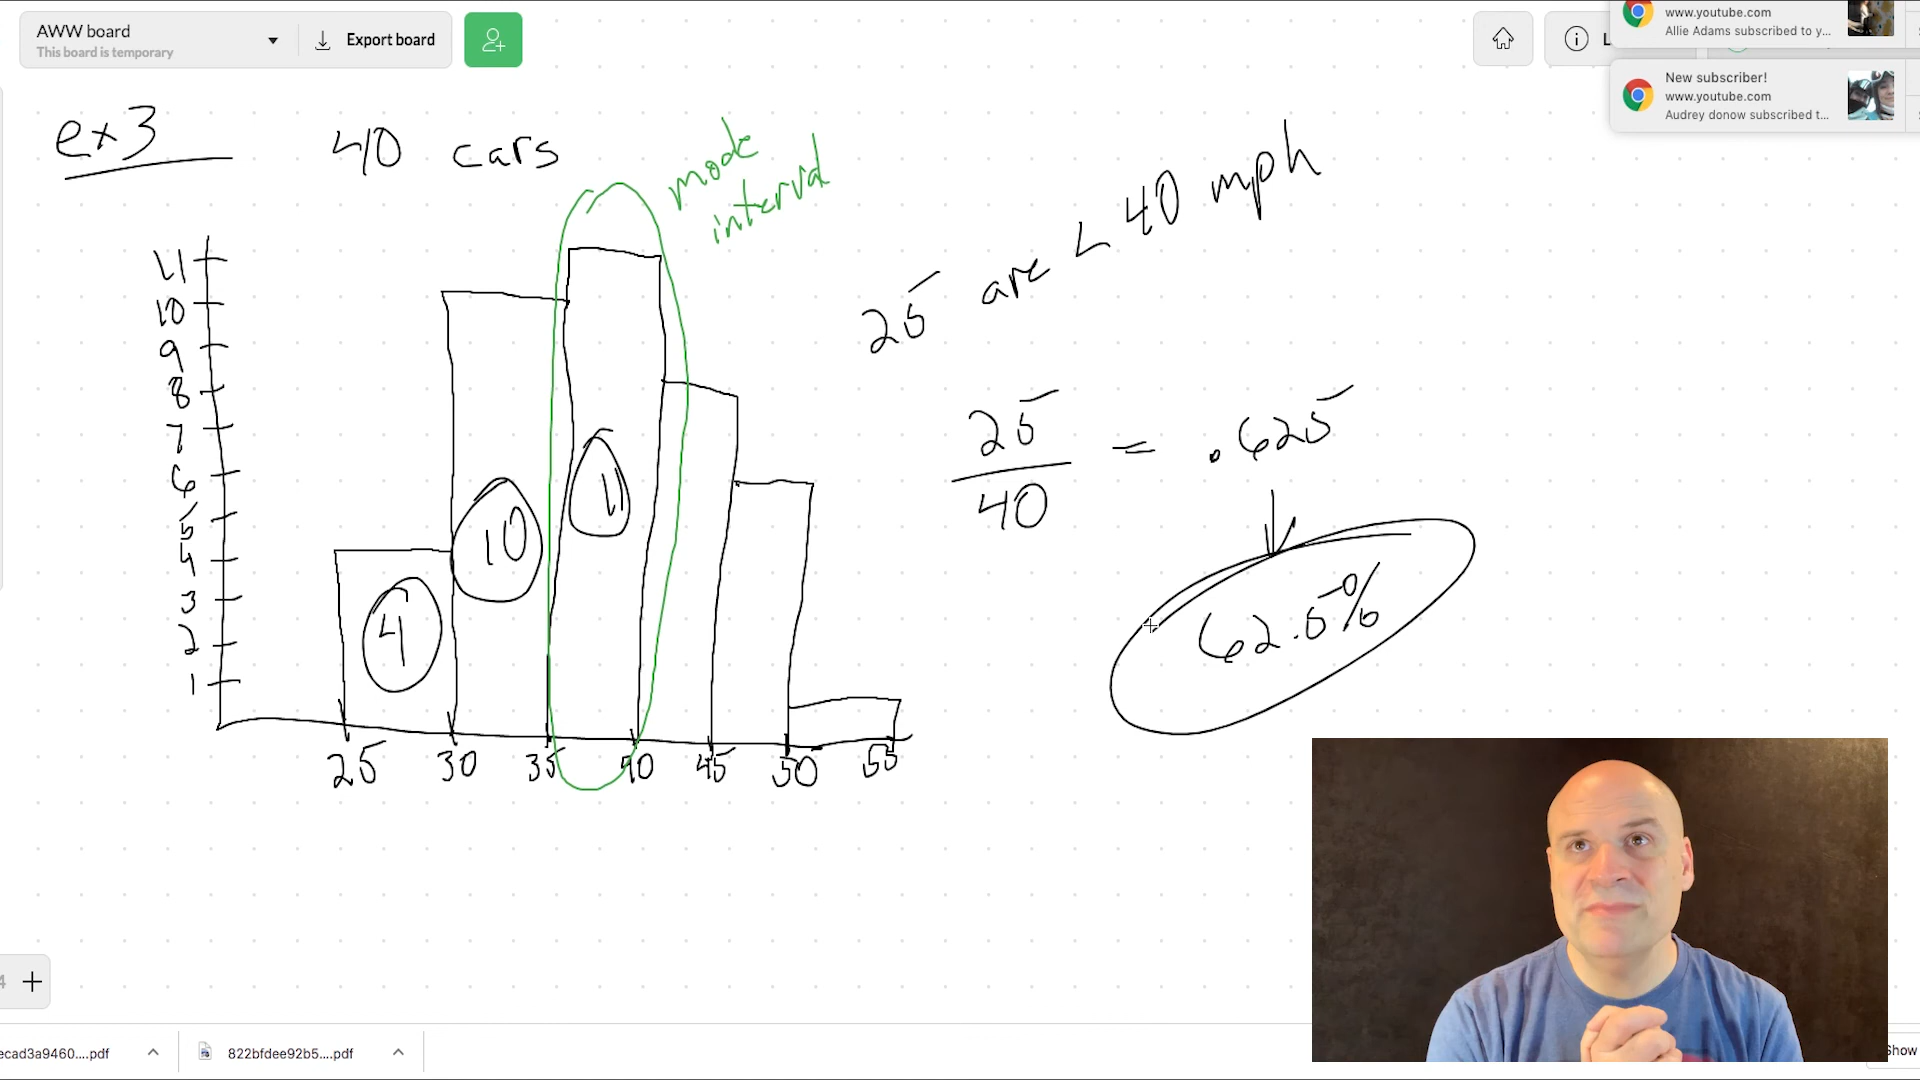 AWW board
This board is temporary
Export board
www.youtube.com
Allie Adams subscribed to y...
New subscriber!
www.youtube.com
Audrey donow subscribed t...
ex3
40 cars
mode
interval
25 are < 40 mph
11
10
9
8
7
6
5
4
3
2
1
4
10
11
25 30 35 40 45 50 55
25
40
= .625
62.5%
4
ecad3a9460....pdf
822bfdee92b5....pdf
Show